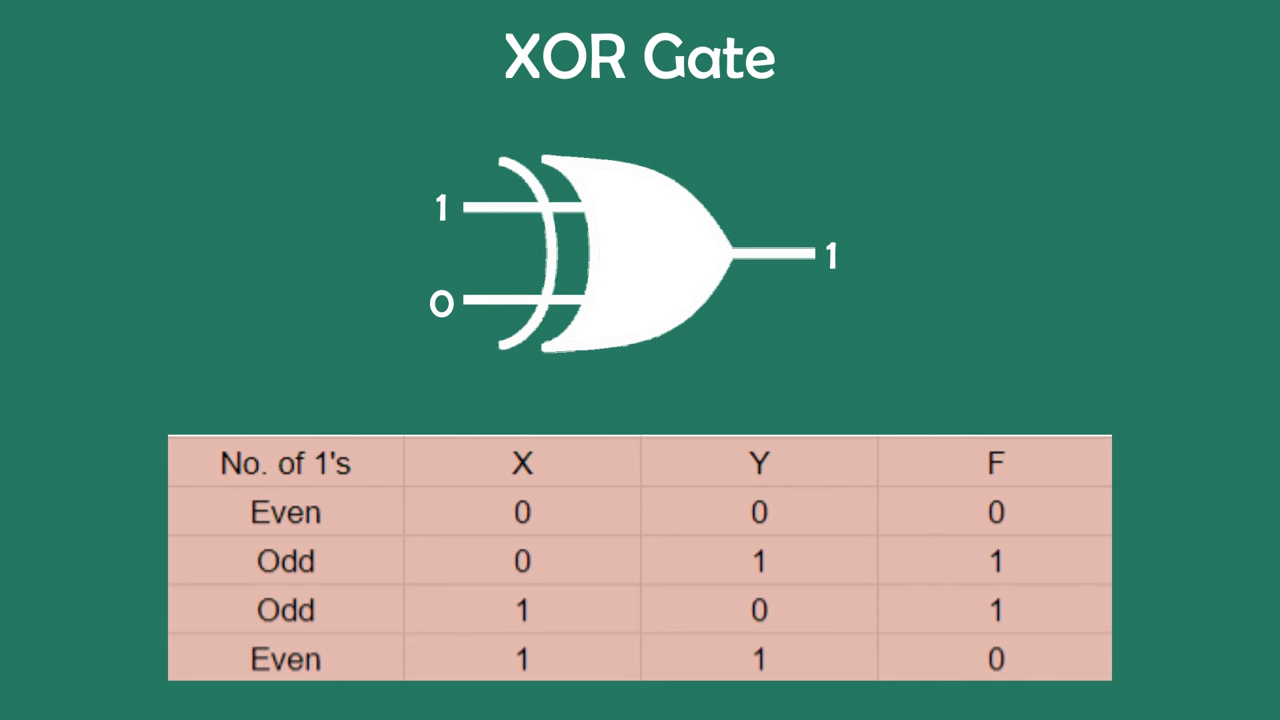 XOR Gate
1
0
1
No. of 1's X Y F
Even 0 0 0
Odd 0 1 1
Odd 1 0 1
Even 1 1 0